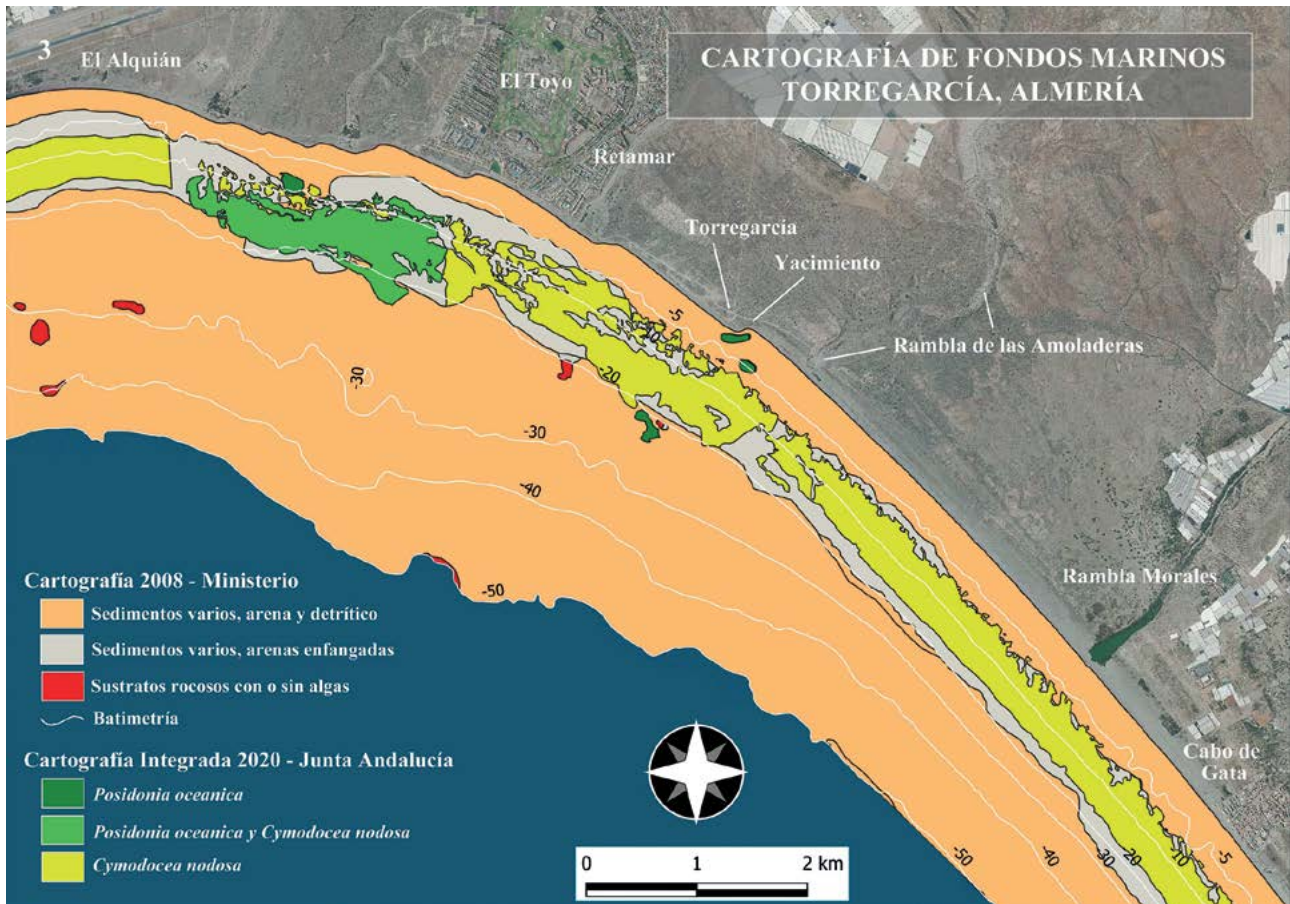 3
El Alquián
El Toyo
CARTOGRAFÍA DE FONDOS MARINOS
TORREGARCÍA, ALMERÍA
Retamar
Torregarcía
Yacimiento
Rambla de las Amoladeras
-5
-10
-20
-30
-30
-40
-50
Rambla Morales
Cabo de
Gata
Cartografía 2008 - Ministerio
Sedimentos varios, arena y detrítico
Sedimentos varios, arenas enfangadas
Sustratos rocosos con o sin algas
Batimetría
Cartografía Integrada 2020 - Junta Andalucía
Posidonia oceanica
Posidonia oceanica y Cymodocea nodosa
Cymodocea nodosa
0 1 2 km
-50
-40
-30
-20
-10
-5